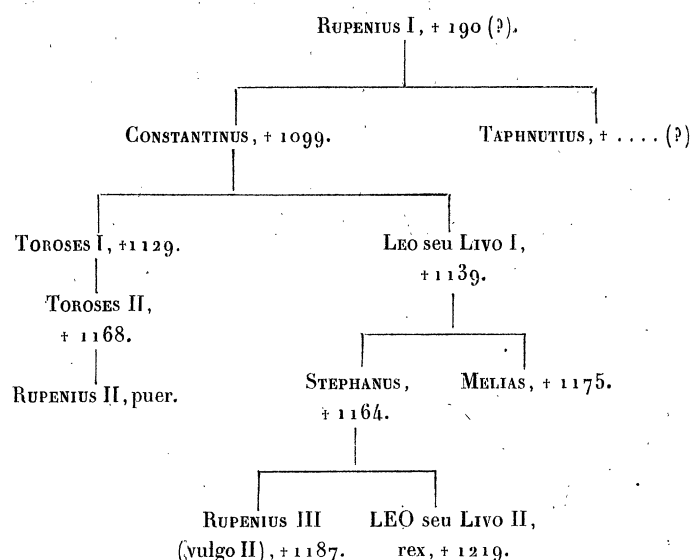 Rupenius I, † 190 (?).
Constantinus, † 1099.
Taphnutius, † .... (?)
Toroses I, †1129.
Leo seu Livo I,
†1139.
Toroses II,
† 1168.
Rupenius II, puer.
Stephanus,
† 1164.
Melias, † 1175.
Rupenius III
(vulgo II), †1187.
LEO seu Livo II,
rex, † 1219.